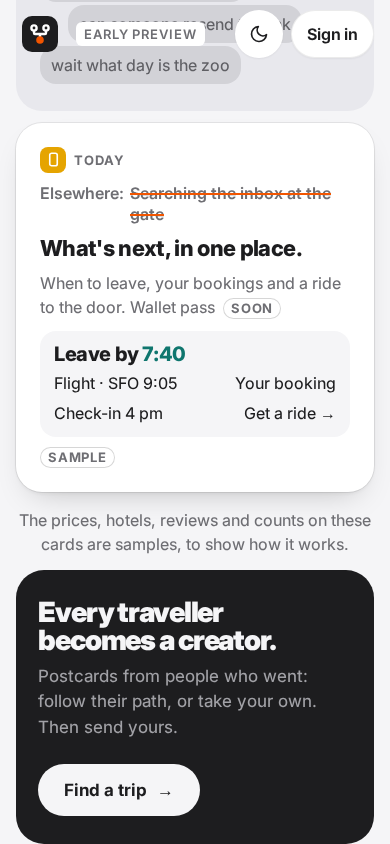 resend
EARLY PREVIEW
Sign in
wait what day is the zoo
TODAY
Elsewhere: Searching the inbox at the
gate
What's next, in one place.
When to leave, your bookings and a ride
to the door. Wallet pass SOON
Leave by 7:40
Flight · SFO 9:05 Your booking
Check-in 4 pm Get a ride →
SAMPLE
The prices, hotels, reviews and counts on these
cards are samples, to show how it works.
Every traveller
becomes a creator.
Postcards from people who went:
follow their path, or take your own.
Then send yours.
Find a trip →